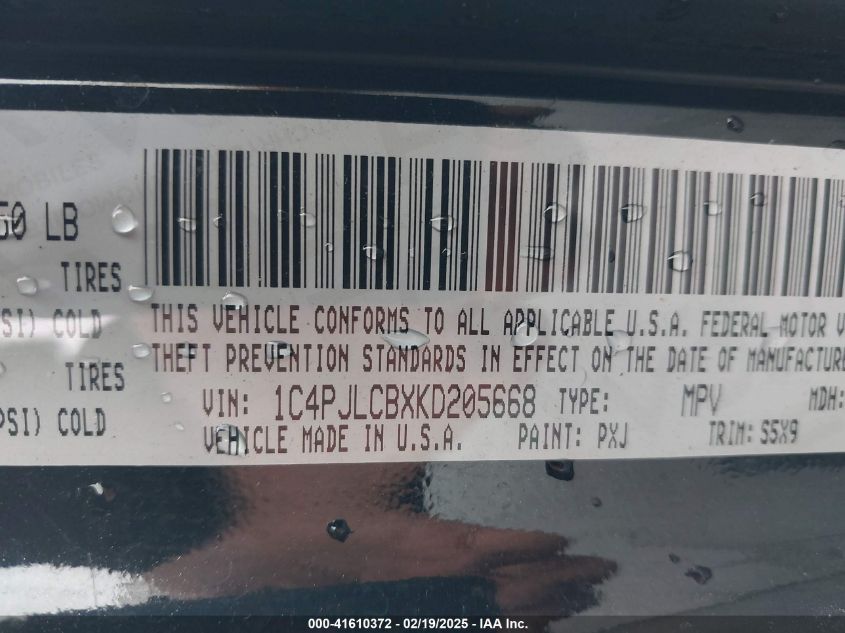 50 LB
THIS VEHICLE CONFORMS TO ALL APPLICABLE U.S.A. FEDERAL MOTOR V
TIRES
THEFT PREVENTION STANDARDS IN EFFECT ON THE DATE OF MANUFACTURE
SI) COLD
VIN: 1C4PJLCBXKD205668 TYPE: MPV MDH:
TIRES
VEHICLE MADE IN U.S.A. PAINT: PXJ TRIM: S5X9
PSI) COLD
000-41610372 - 02/19/2025 - IAA Inc.